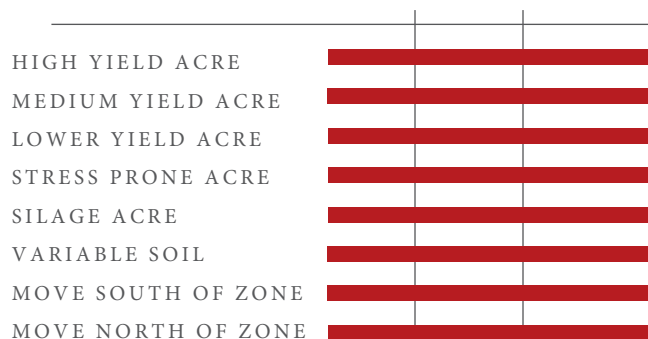 HIGH YIELD ACRE
MEDIUM YIELD ACRE
LOWER YIELD ACRE
STRESS PRONE ACRE
SILAGE ACRE
VARIABLE SOIL
MOVE SOUTH OF ZONE
MOVE NORTH OF ZONE